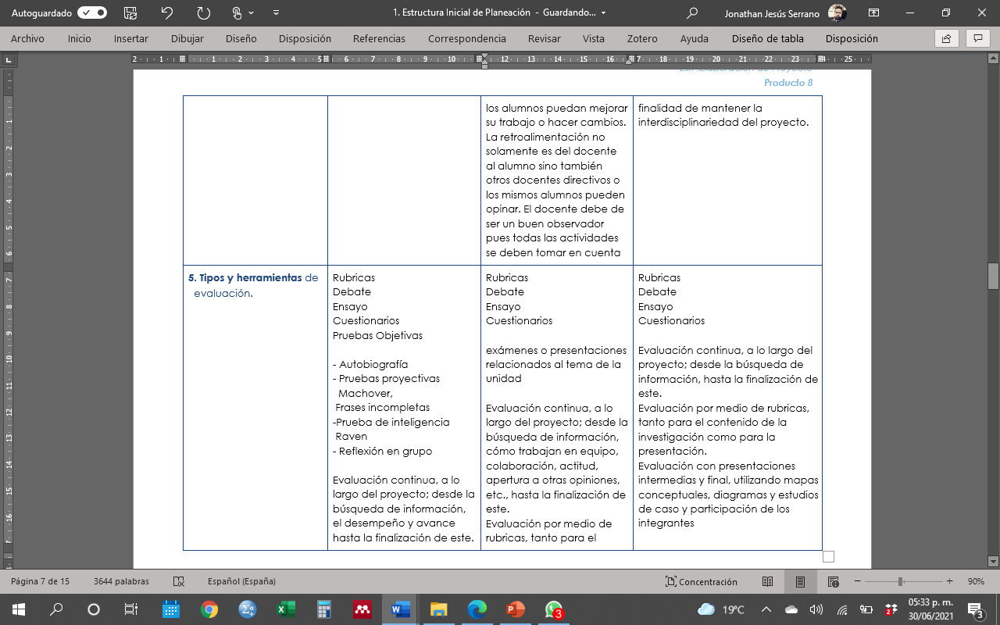 Autoguardado
1. Estructura Inicial de Planeación - Guardando...
Jonathan Jesús Serrano
Archivo
Inicio
Insertar
Dibujar
Diseño
Disposición
Referencias
Correspondencia
Revisar
Vista
Zotero
Ayuda
Diseño de tabla
Disposición
Producto 8
los alumnos puedan mejorar
su trabajo o hacer cambios.
La retroalimentación no
solamente es del docente
al alumno sino también
otros docentes directivos o
los mismos alumnos pueden
opinar. El docente debe de
ser un buen observador
pues todas las actividades
se deben tomar en cuenta
finalidad de mantener la
interdisciplinariedad del proyecto.
5. Tipos y herramientas de
evaluación.
Rubricas
Debate
Ensayo
Cuestionarios
Pruebas Objetivas
- Autobiografía
- Pruebas proyectivas
Machover,
Frases incompletas
-Prueba de inteligencia
Raven
- Reflexión en grupo
Evaluación continua, a lo
largo del proyecto; desde la
búsqueda de información,
el desempeño y avance
hasta la finalización de este.
Rubricas
Debate
Ensayo
Cuestionarios
exámenes o presentaciones
relacionados al tema de la
unidad
Evaluación continua, a lo
largo del proyecto; desde la
búsqueda de información,
cómo trabajan en equipo,
colaboración, actitud,
apertura a otras opiniones,
etc., hasta la finalización de
este.
Evaluación por medio de
rubricas, tanto para el
Rubricas
Debate
Ensayo
Cuestionarios
Evaluación continua, a lo largo del
proyecto; desde la búsqueda de
información, hasta la finalización de
este.
Evaluación por medio de rubricas,
tanto para el contenido de la
investigación como para la
presentación.
Evaluación con presentaciones
intermedias y final, utilizando mapas
conceptuales, diagramas y estudios
de caso y participación de los
integrantes
Página 7 de 15
3644 palabras
Español (España)
Concentración
90%
19°C
05:33 p. m.
30/06/2021